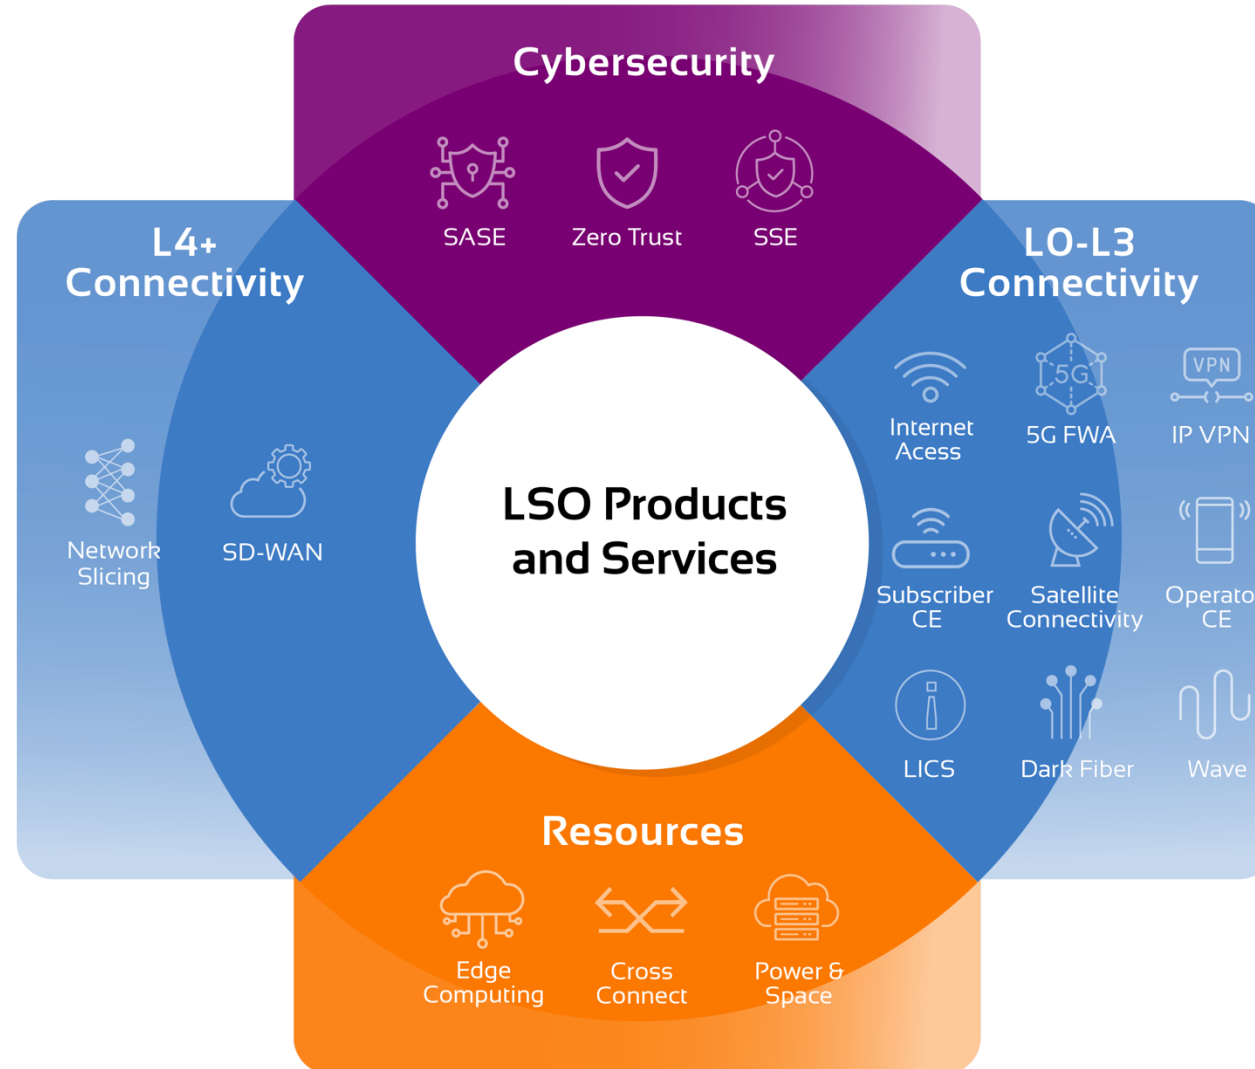 Cybersecurity
SASE
Zero Trust
SSE
L4+
Connectivity
Network
Slicing
SD-WAN
LSO Products
and Services
L0-L3
Connectivity
Internet
Acess
5G
5G FWA
VPN
IP VPN
Subscriber
CE
Satellite
Connectivity
Operato
CE
LICS
Dark Fiber
Wave
Resources
Edge
Computing
Cross
Connect
Power &
Space